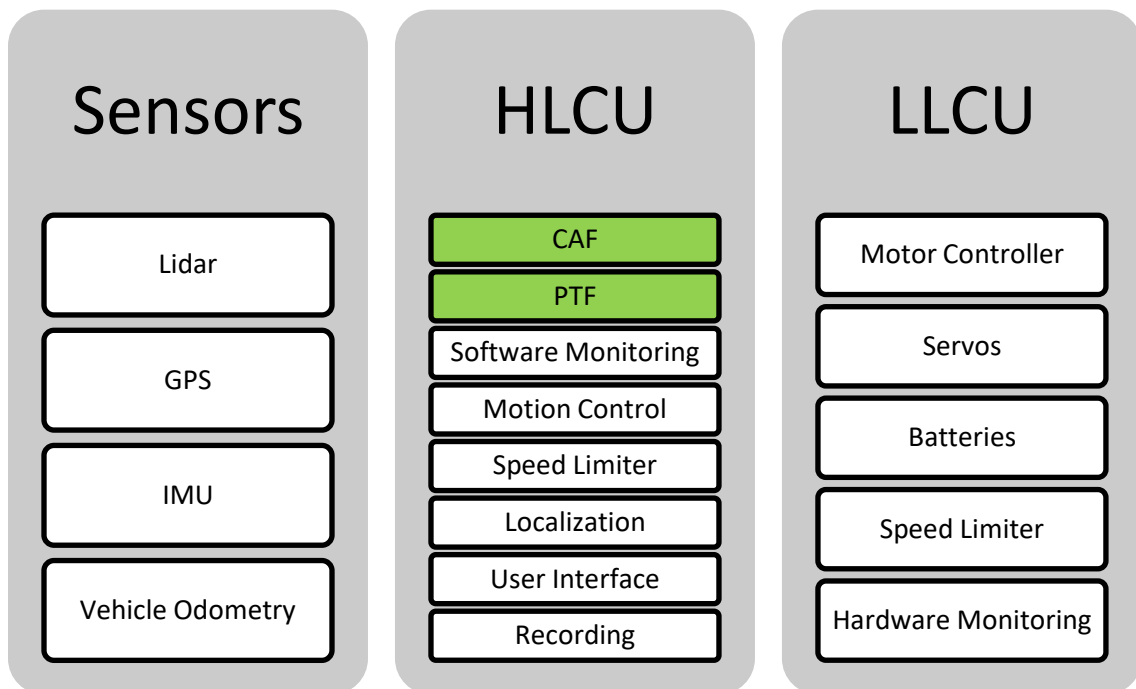 Sensors
Lidar
GPS
IMU
Vehicle Odometry
HLCU
CAF
PTF
Software Monitoring
Motion Control
Speed Limiter
Localization
User Interface
Recording
LLCU
Motor Controller
Servos
Batteries
Speed Limiter
Hardware Monitoring